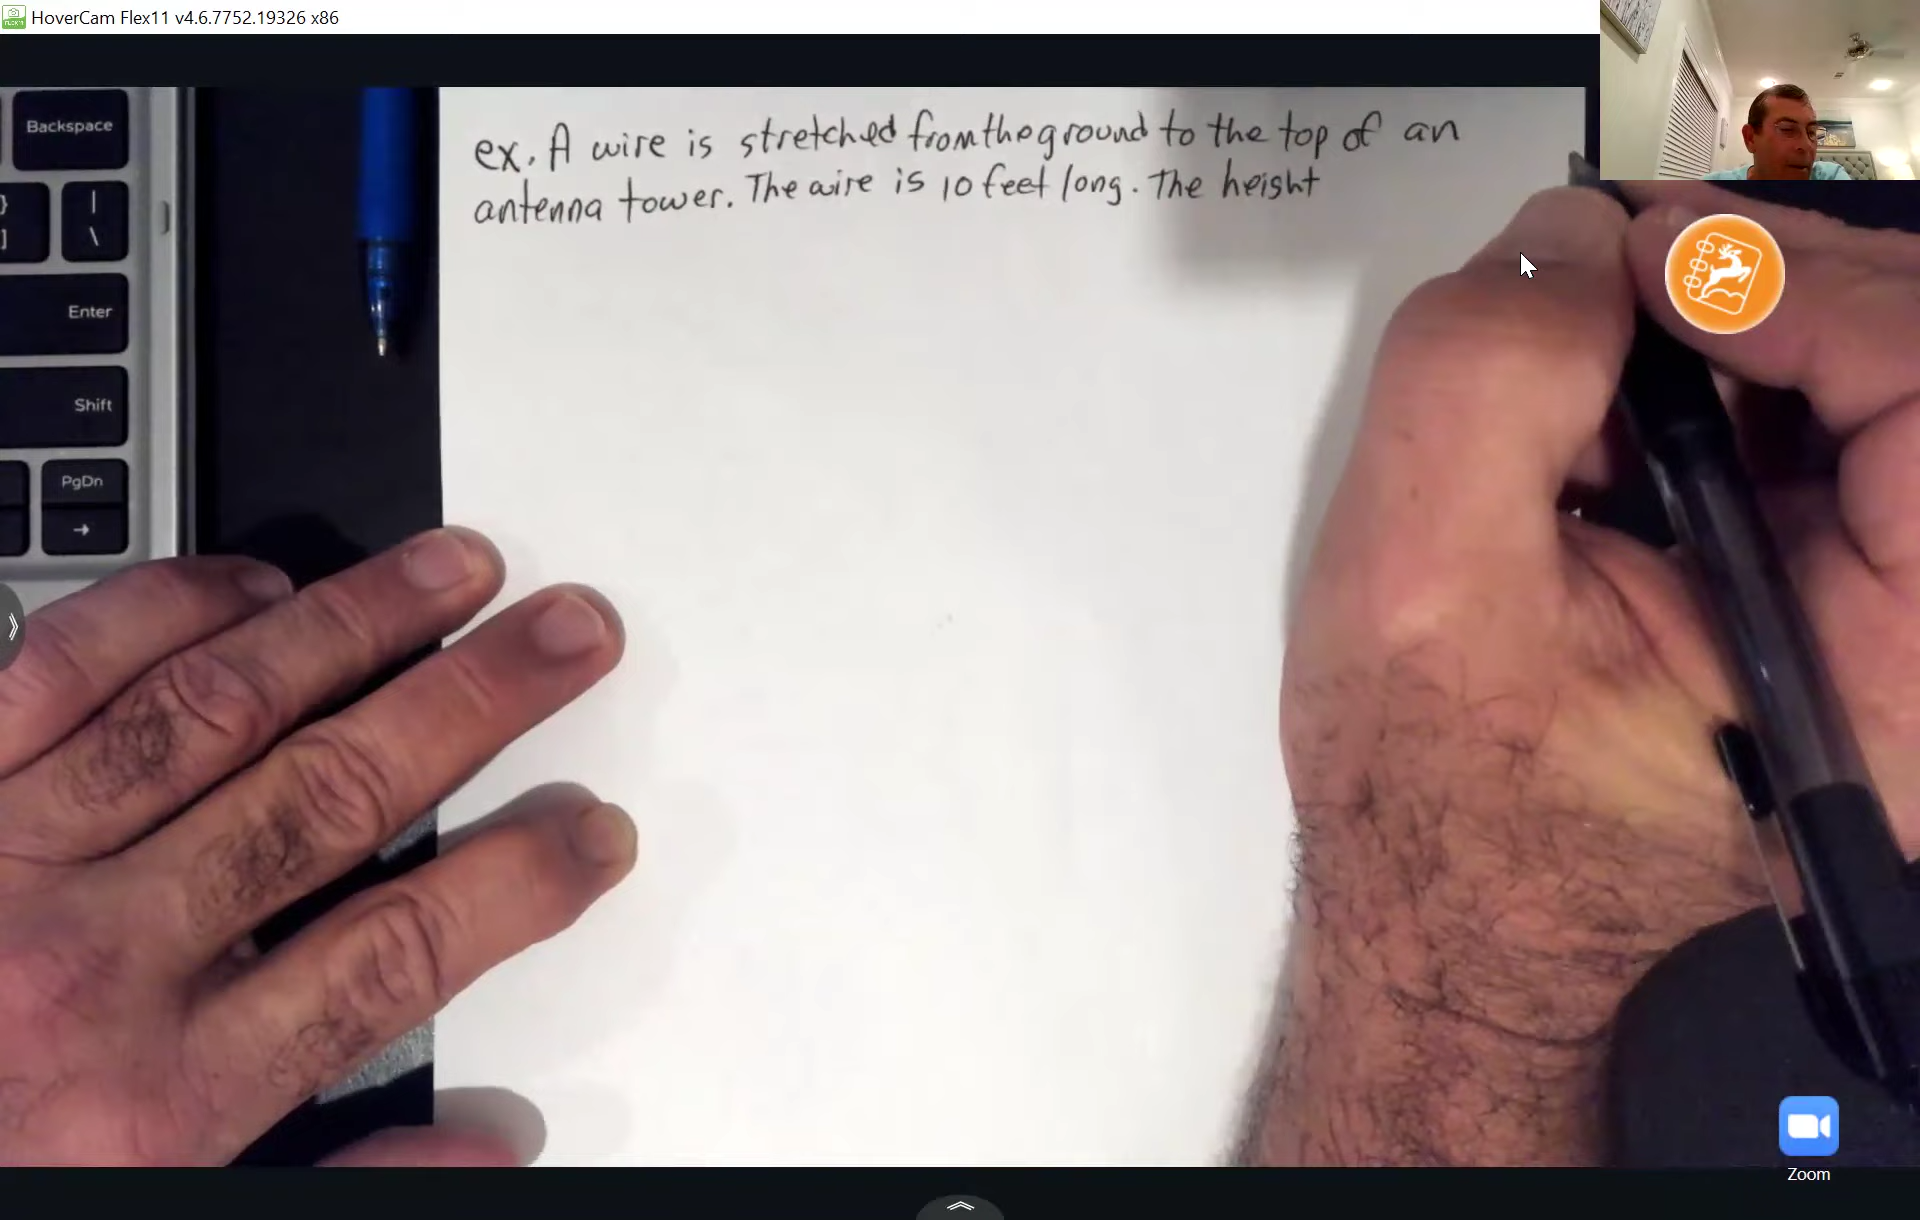 HoverCam Flex11 v4.6.7752.19326 x86
ex. A wire is stretched from the ground to the top of an
antenna tower. The wire is 10 feet long. The height
Backspace
} |
] \
Enter
Shift
PgDn
→
Zoom